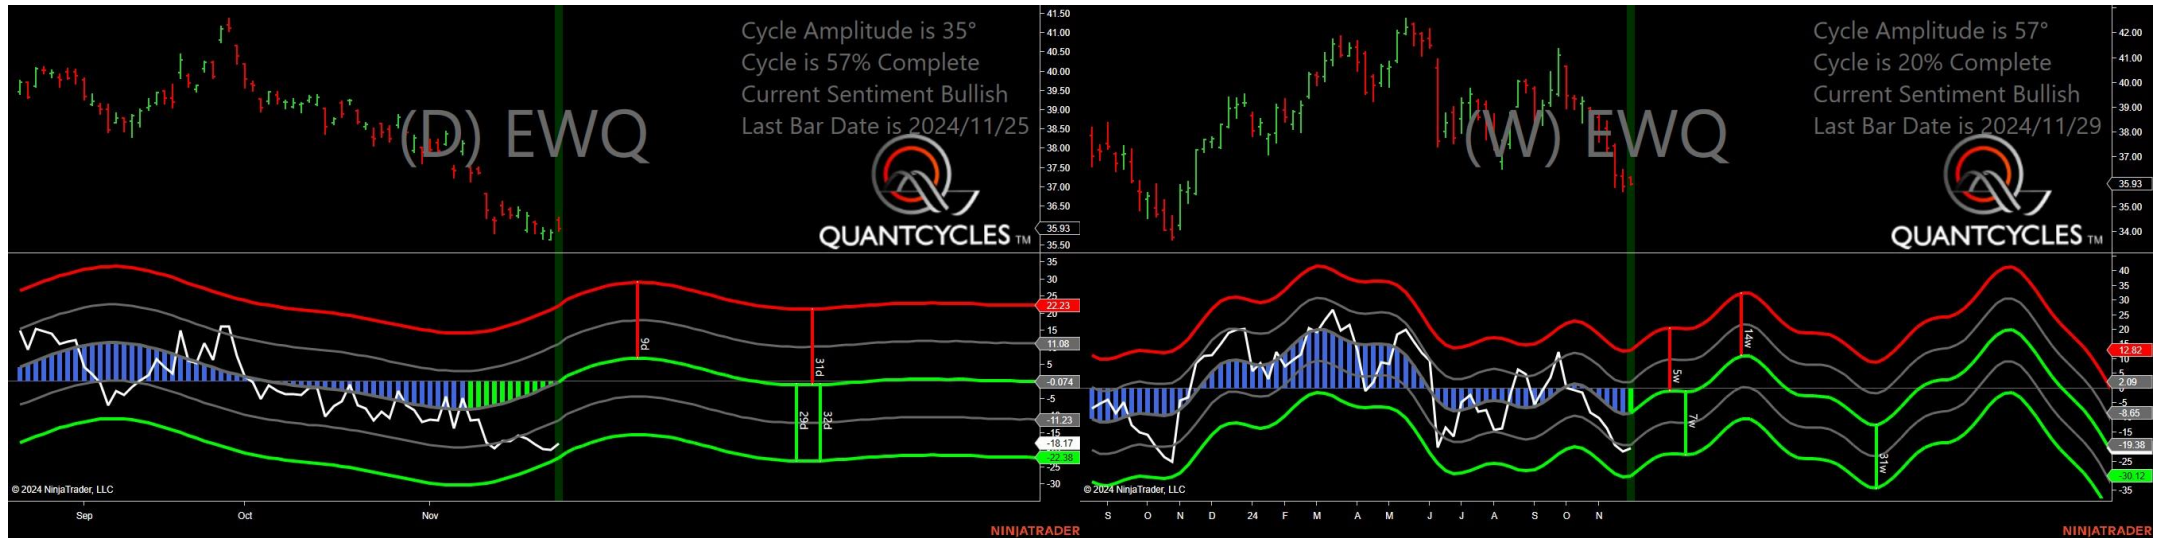 Cycle Amplitude is 35°
Cycle is 57% Complete
Current Sentiment Bullish
Last Bar Date is 2024/11/25
(D) EWQ
QUANTCYCLES TM
41.50
41.00
40.50
40.00
39.50
39.00
38.50
38.00
37.50
37.00
36.50
35.93
35.50
35
30
25
22.23
20
15
11.08
5
-0.074
-5
-11.23
-15
-18.17
-22.38
-25
-30
9d
31d
29d
32d
© 2024 NinjaTrader, LLC
Sep
Oct
Nov
NINJATRADER
Cycle Amplitude is 57°
Cycle is 20% Complete
Current Sentiment Bullish
Last Bar Date is 2024/11/29
(W) EWQ
QUANTCYCLES TM
42.00
41.00
40.00
39.00
38.00
37.00
35.93
35.00
34.00
40
35
30
25
20
12.82
10
5
2.09
-5
-8.65
-15
-19.38
-25
-30.12
-35
5w
14w
7w
31w
© 2024 NinjaTrader, LLC
S O N D 24 F M A M J J A S O N
NINJATRADER